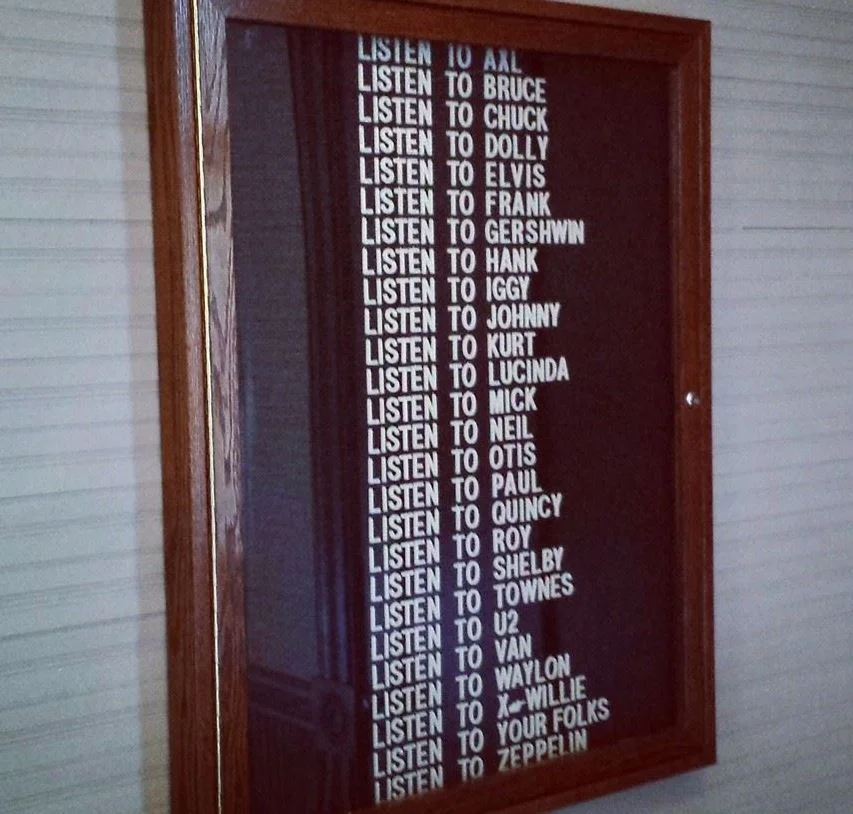 LISTEN TO AXL
LISTEN TO BRUCE
LISTEN TO CHUCK
LISTEN TO DOLLY
LISTEN TO ELVIS
LISTEN TO FRANK
LISTEN TO GERSHWIN
LISTEN TO HANK
LISTEN TO IGGY
LISTEN TO JOHNNY
LISTEN TO KURT
LISTEN TO LUCINDA
LISTEN TO MICK
LISTEN TO NEIL
LISTEN TO OTIS
LISTEN TO PAUL
LISTEN TO QUINCY
LISTEN TO ROY
LISTEN TO SHELBY
LISTEN TO TOWNES
LISTEN TO U2
LISTEN TO VAN
LISTEN TO WAYLON
LISTEN TO X WILLIE
LISTEN TO YOUR FOLKS
LISTEN TO ZEPPELIN